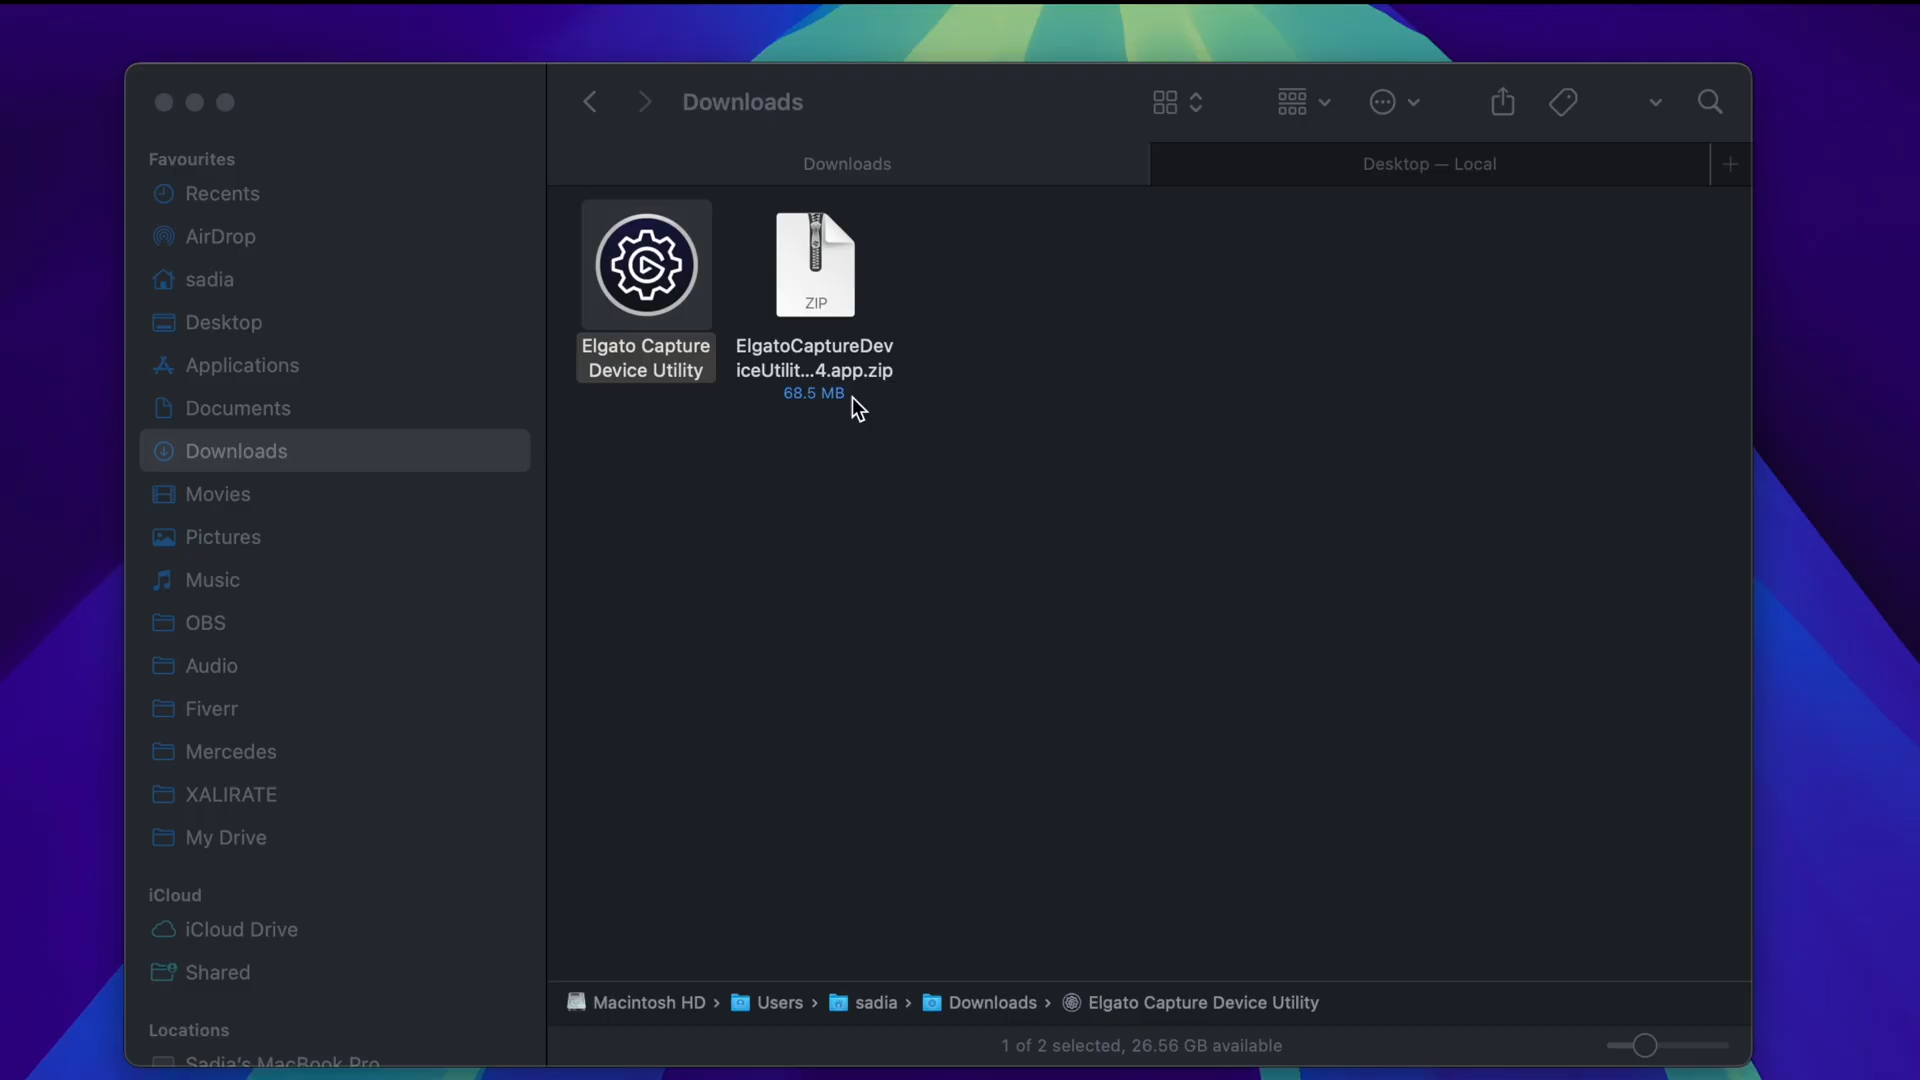 Downloads
Downloads
Desktop — Local
Favourites
Recents
AirDrop
sadia
Desktop
Applications
Documents
Downloads
Movies
Pictures
Music
OBS
Audio
Fiverr
Mercedes
XALIRATE
My Drive
iCloud
iCloud Drive
Shared
Locations
Sadia's MacBook Pro
Elgato Capture
Device Utility
ZIP
ElgatoCaptureDev
iceUtilit...4.app.zip
68.5 MB
Macintosh HD › Users › sadia › Downloads › Elgato Capture Device Utility
1 of 2 selected, 26.56 GB available